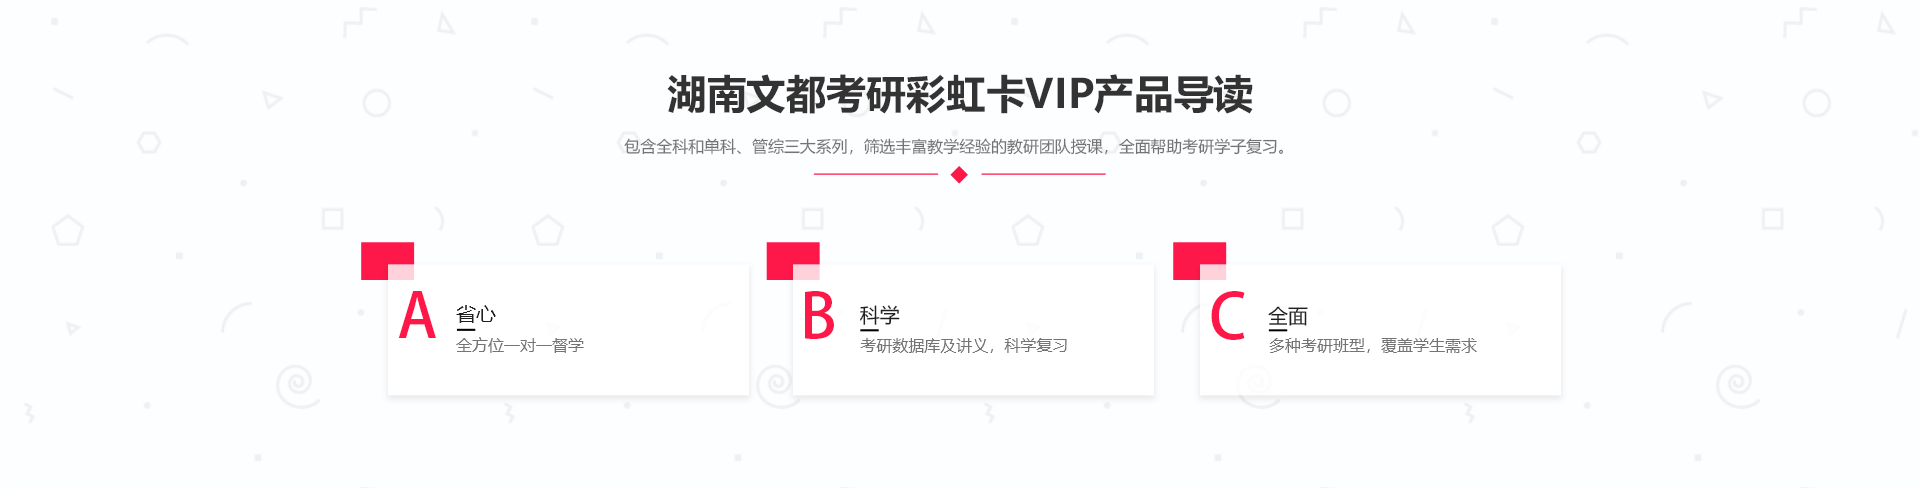 湖南文都考研彩虹卡VIP产品导读
包含全科和单科、管综三大系列，筛选丰富教学经验的教研团队授课，全面帮助考研学子复习。
A
省心
全方位一对一督学
B
科学
考研数据库及讲义，科学复习
C
全面
多种考研班型，覆盖学生需求